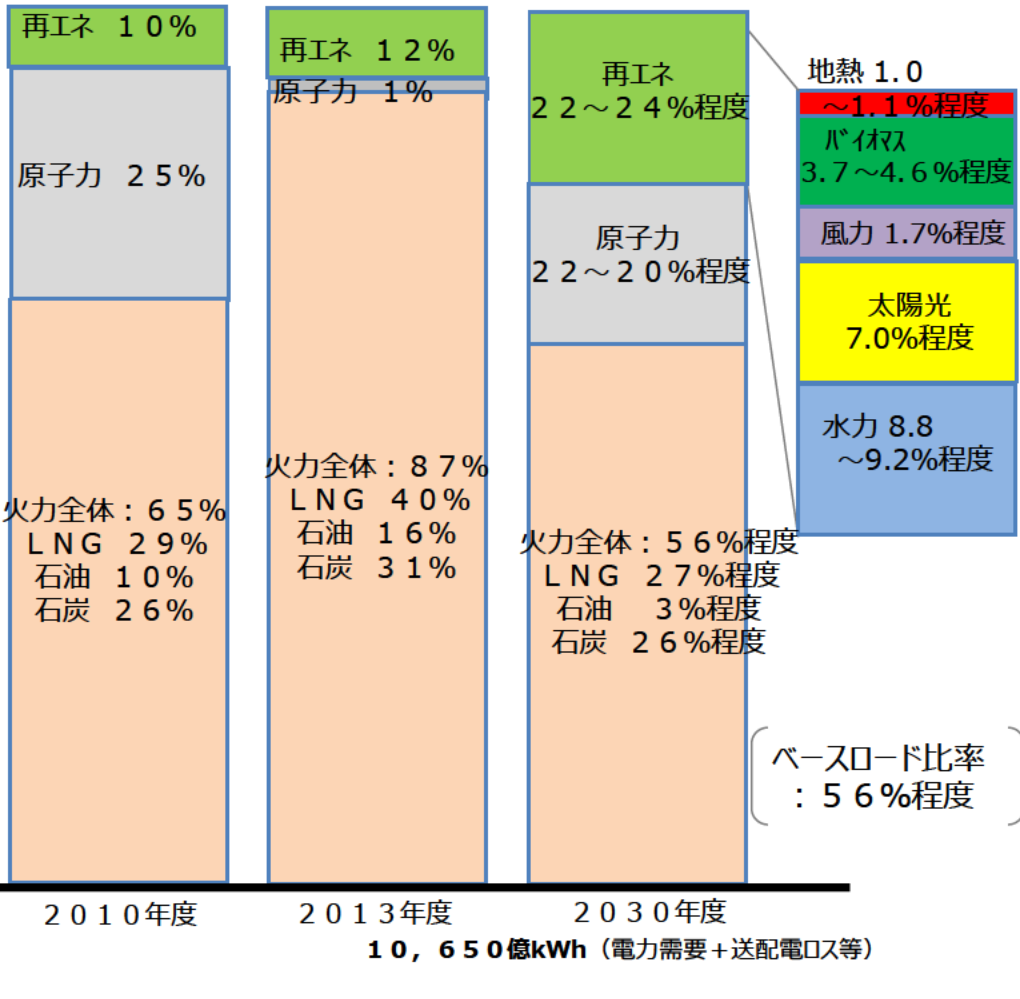 再エネ １０％
原子力 ２５％
火力全体：６５％
ＬＮＧ ２９％
石油 １０％
石炭 ２６％
２０１０年度
再エネ １２％
原子力 １％
火力全体：８７％
ＬＮＧ ４０％
石油 １６％
石炭 ３１％
２０１３年度
再エネ
２２～２４％程度
原子力
２２～２０％程度
火力全体：５６％程度
ＬＮＧ ２７％程度
石油 ３％程度
石炭 ２６％程度
２０３０年度
地熱 1.0
～1.1％程度
ﾊﾞｲｵﾏｽ
3.7～4.6％程度
風力 1.7%程度
太陽光
7.0%程度
水力 8.8
～9.2%程度
ベースロード比率
：５６％程度
１０，６５０億kWh（電力需要＋送配電ロス等）